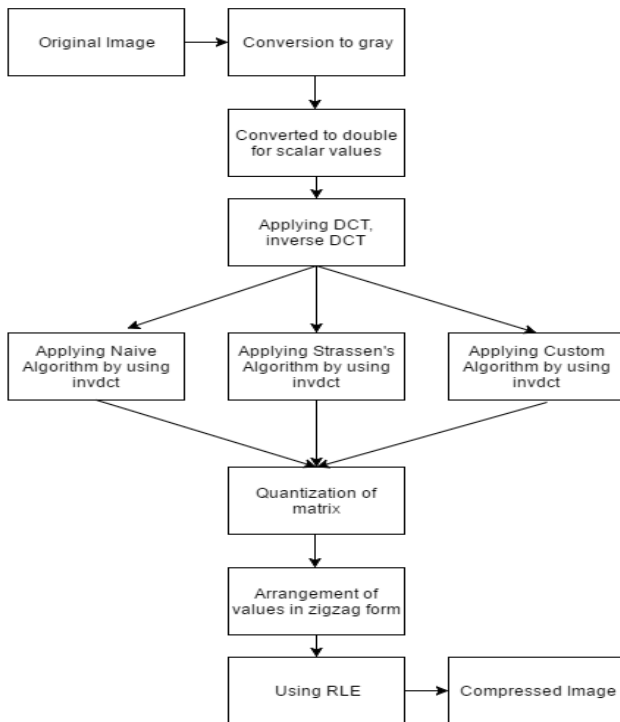 Original Image
Conversion to gray
Converted to double
for scalar values
Applying DCT,
inverse DCT
Applying Naive
Algorithm by using
invdct
Applying Strassen's
Algorithm by using
invdct
Applying Custom
Algorithm by using
invdct
Quantization of
matrix
Arrangement of
values in zigzag form
Using RLE
Compressed Image